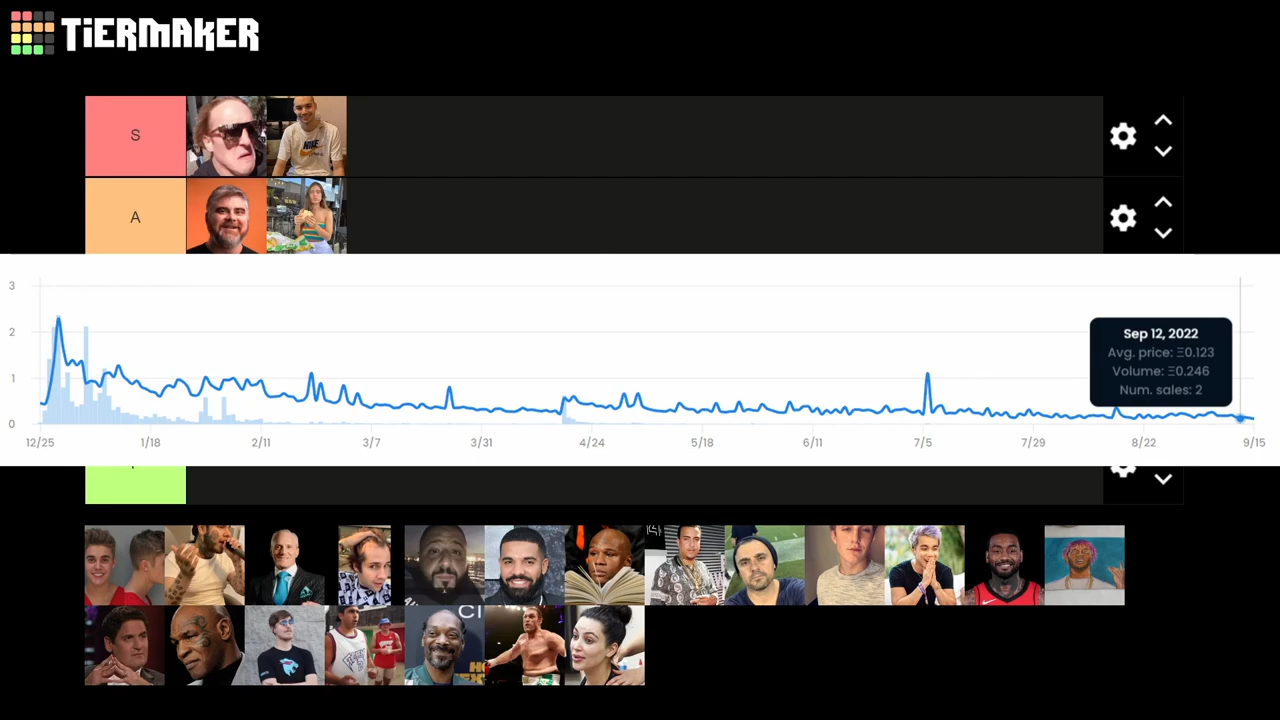 TiERMAKER
S
A
3
2
1
0
Sep 12, 2022
Avg. price: Ξ0.123
Volume: Ξ0.246
Num. sales: 2
12/25 1/18 2/11 3/7 3/31 4/24 5/18 6/11 7/5 7/29 8/22 9/15
NIKE
CI